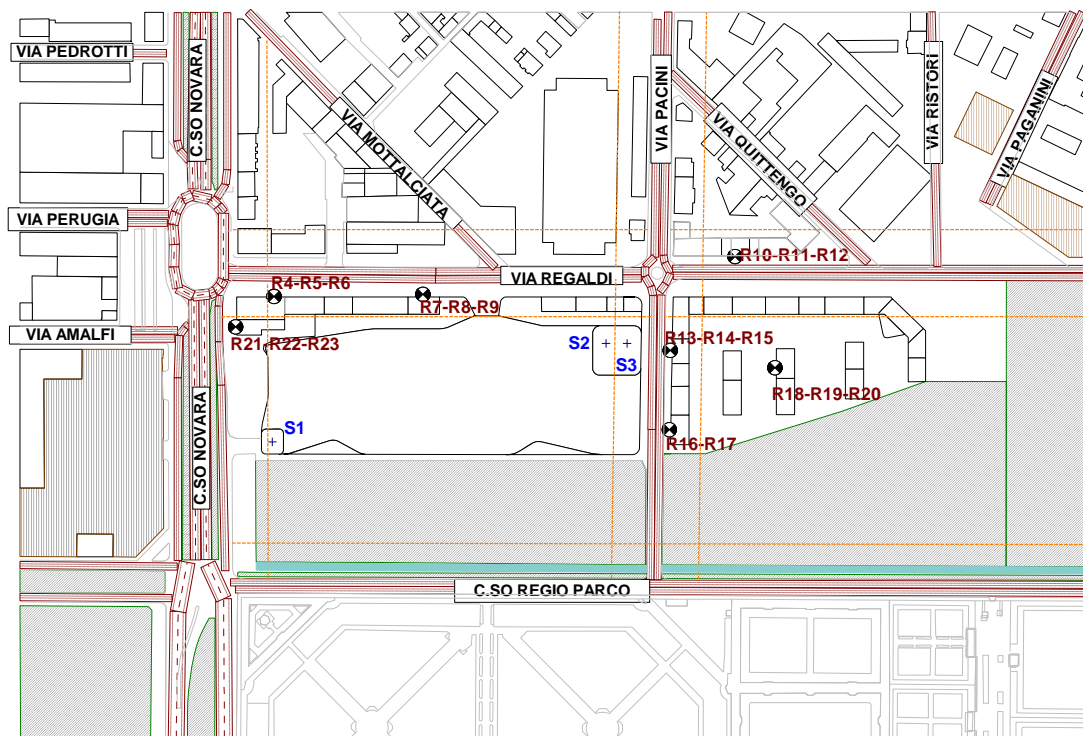 VIA PEDROTTI
C.SO NOVARA
VIA MOTTALCIATA
VIA PACINI
VIA QUITTENGO
VIA RISTORI
VIA PAGANINI
VIA PERUGIA
R10-R11-R12
VIA REGALDI
R4-R5-R6
R7-R8-R9
VIA AMALFI
R21-R22-R23
S2
S3
R13-R14-R15
R18-R19-R20
S1
R16-R17
C.SO NOVARA
C.SO REGIO PARCO